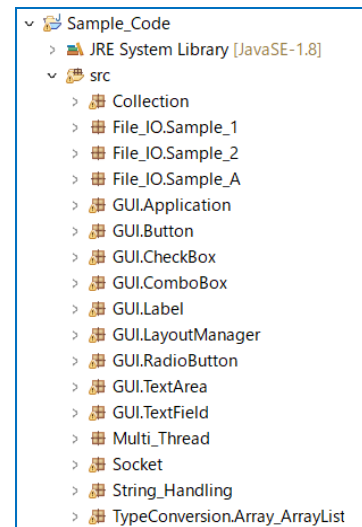 Sample_Code
JRE System Library [JavaSE-1.8]
src
Collection
File_IO.Sample_1
File_IO.Sample_2
File_IO.Sample_A
GUI.Application
GUI.Button
GUI.CheckBox
GUI.ComboBox
GUI.Label
GUI.LayoutManager
GUI.RadioButton
GUI.TextArea
GUI.TextField
Multi_Thread
Socket
String_Handling
TypeConversion.Array_ArrayList